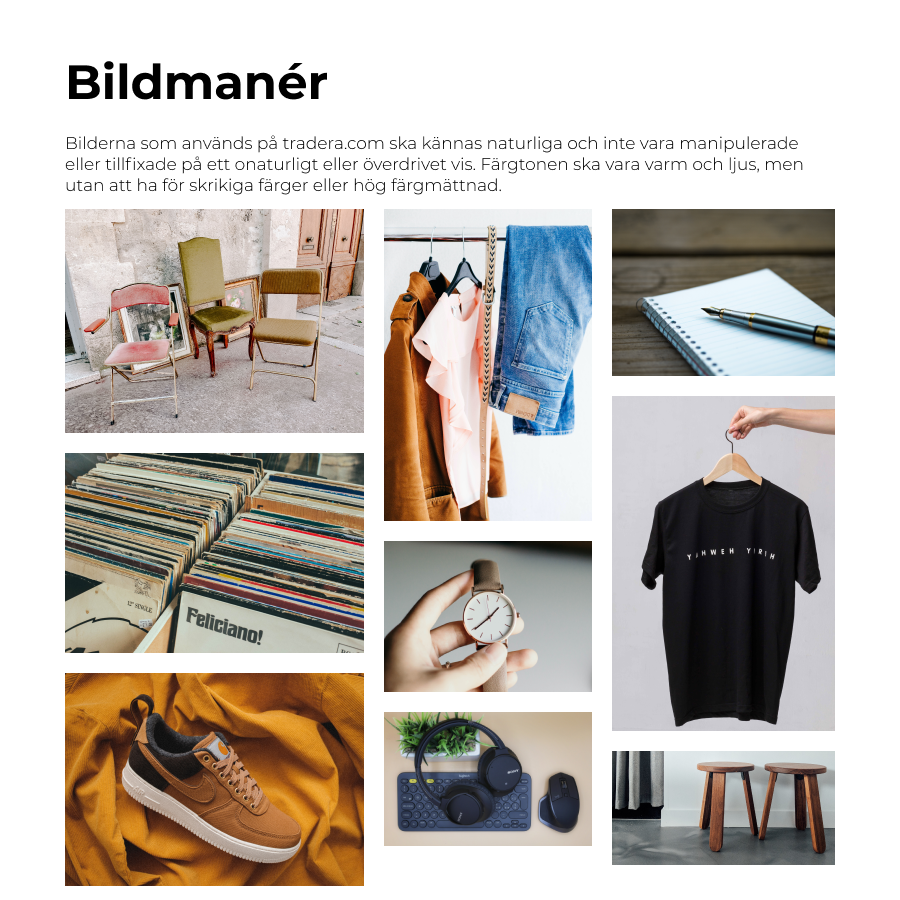 Bildmanér
Bilderna som används på tradera.com ska kännas naturliga och inte vara manipulerade
eller tillfixade på ett onaturligt eller överdrivet vis. Färgtonen ska vara varm och ljus, men
utan att ha för skrikiga färger eller hög färgmättnad.
12" SINGLE
Feliciano!
YAHWEH YIREH
SONY